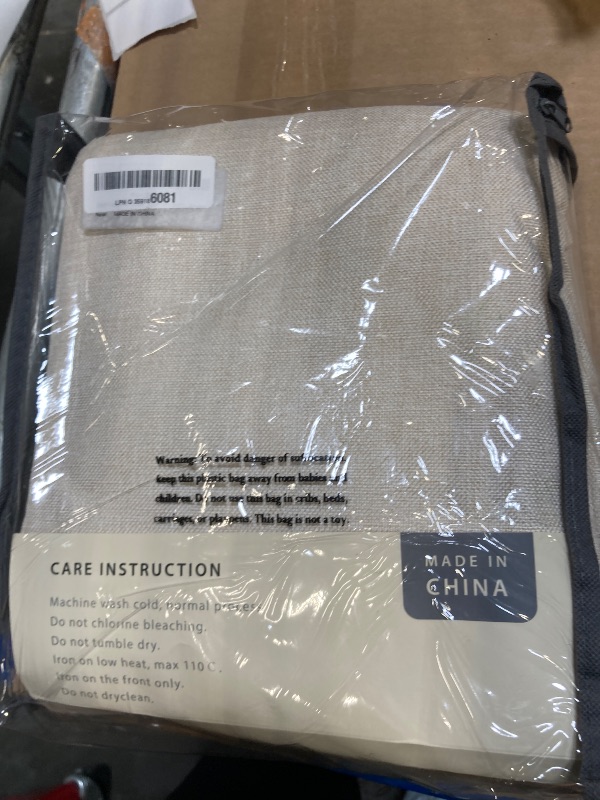 LPN
6081
MADE IN CHINA
Warning: To avoid danger of suffocation,
keep this plastic bag away from babies and
children. Do not use this bag in cribs, beds,
carriages, or playpens. This bag is not a toy.
CARE INSTRUCTION
Machine wash cold, normal precess.
Do not chlorine bleaching.
Do not tumble dry.
Iron on low heat, max 110 C.
Iron on the front only.
Do not dryclean.
MADE IN
CHINA